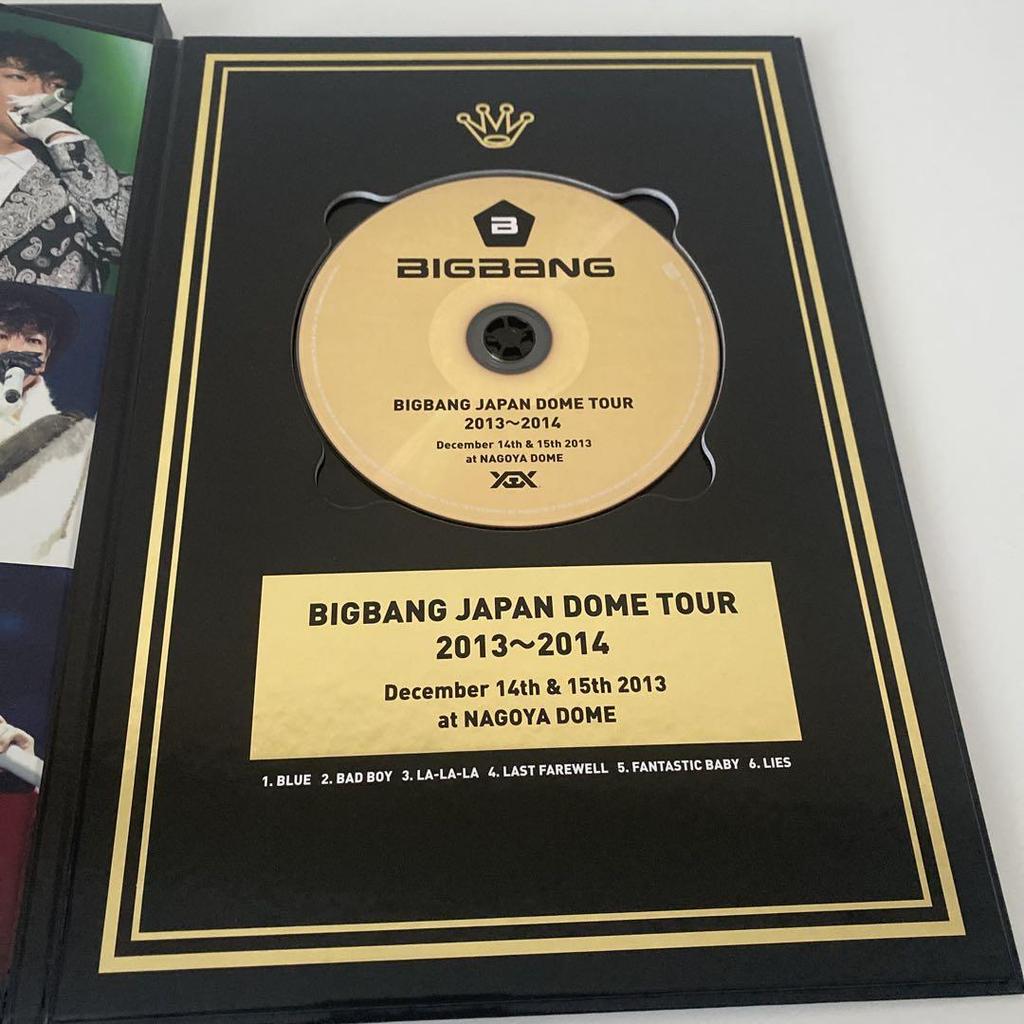 B
BIGBANG
BIGBANG JAPAN DOME TOUR
2013〜2014
December 14th & 15th 2013
at NAGOYA DOME
YGEX
BIGBANG JAPAN DOME TOUR
2013〜2014
December 14th & 15th 2013
at NAGOYA DOME
1. BLUE 2. BAD BOY 3. LA-LA-LA 4. LAST FAREWELL 5. FANTASTIC BABY 6. LIES